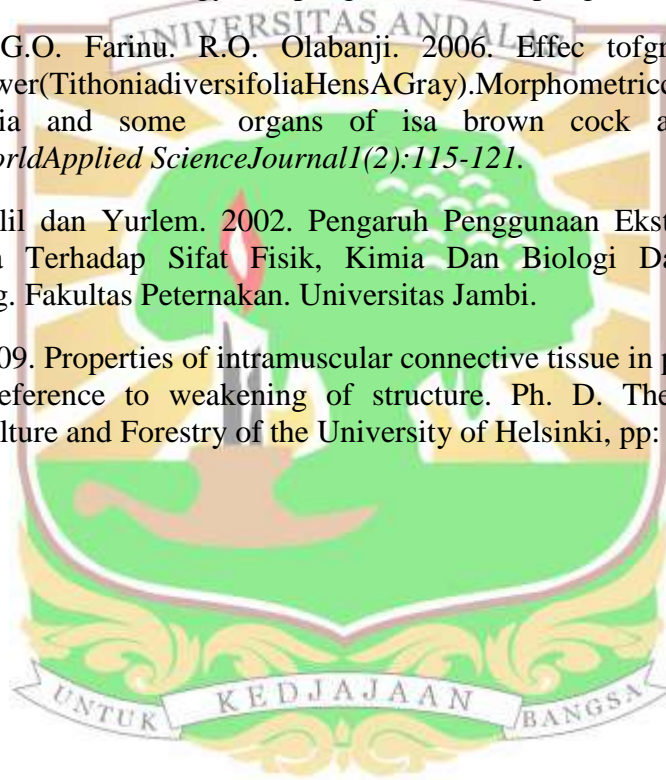 UNIVERSITAS ANDALAS
G.O. Farinu. R.O. Olabanji. 2006. Effec tofgr
wer(TithoniadiversifoliaHensAGray).Morphometricc
ia and some organs of isa brown cock a
orldApplied ScienceJournal1(2):115-121.
lil dan Yurlem. 2002. Pengaruh Penggunaan Ekst
a Terhadap Sifat Fisik, Kimia Dan Biologi Da
g. Fakultas Peternakan. Universitas Jambi.
09. Properties of intramuscular connective tissue in p
eference to weakening of structure. Ph. D. The
lture and Forestry of the University of Helsinki, pp:
UNTUK KEDJAJAAN BANGSA